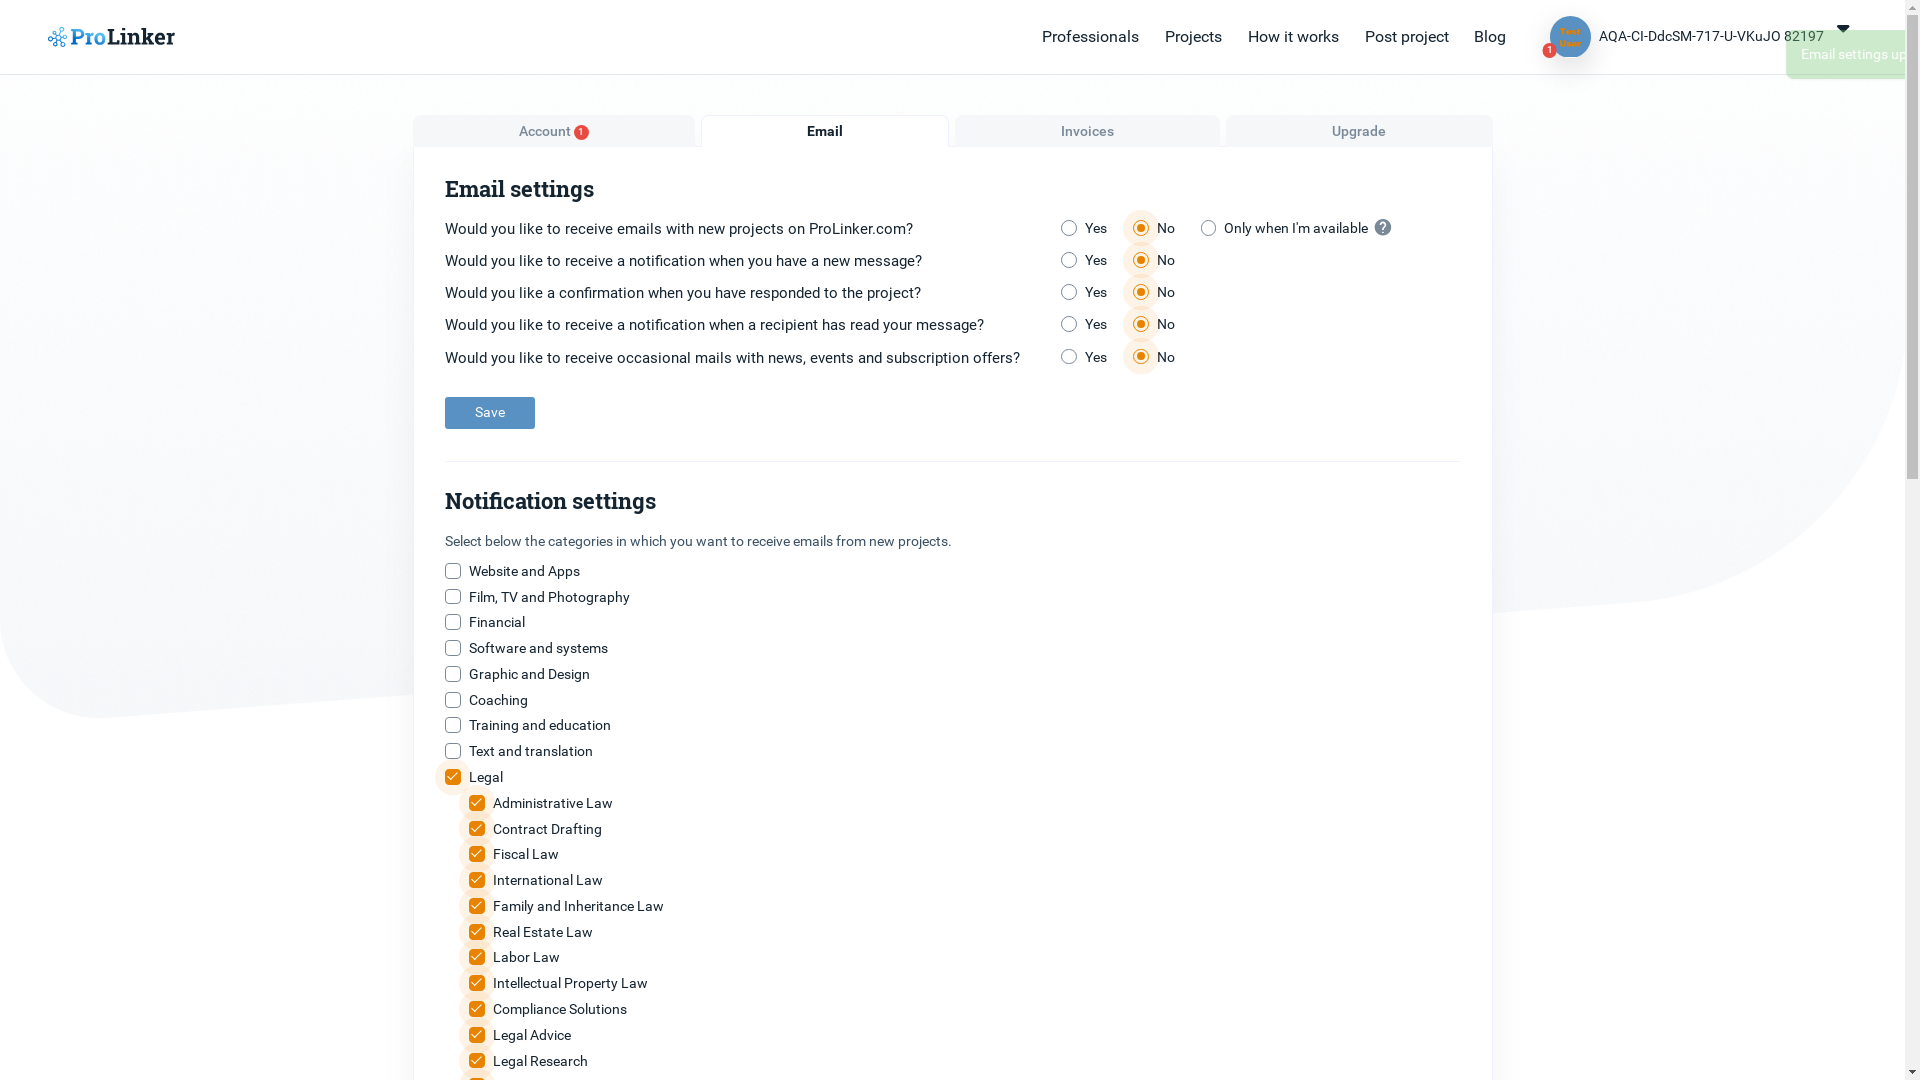 ProLinker
Professionals
Projects
How it works
Post project
Blog
Test
User
1
AQA-CI-DdcSM-717-U-VKuJO 82197
Email settings up
Account 1
Email
Invoices
Upgrade
Email settings
Would you like to receive emails with new projects on ProLinker.com? Yes No Only when I'm available ?
Would you like to receive a notification when you have a new message? Yes No
Would you like a confirmation when you have responded to the project? Yes No
Would you like to receive a notification when a recipient has read your message? Yes No
Would you like to receive occasional mails with news, events and subscription offers? Yes No
Save
Notification settings
Select below the categories in which you want to receive emails from new projects.
Website and Apps
Film, TV and Photography
Financial
Software and systems
Graphic and Design
Coaching
Training and education
Text and translation
Legal
Administrative Law
Contract Drafting
Fiscal Law
International Law
Family and Inheritance Law
Real Estate Law
Labor Law
Intellectual Property Law
Compliance Solutions
Legal Advice
Legal Research